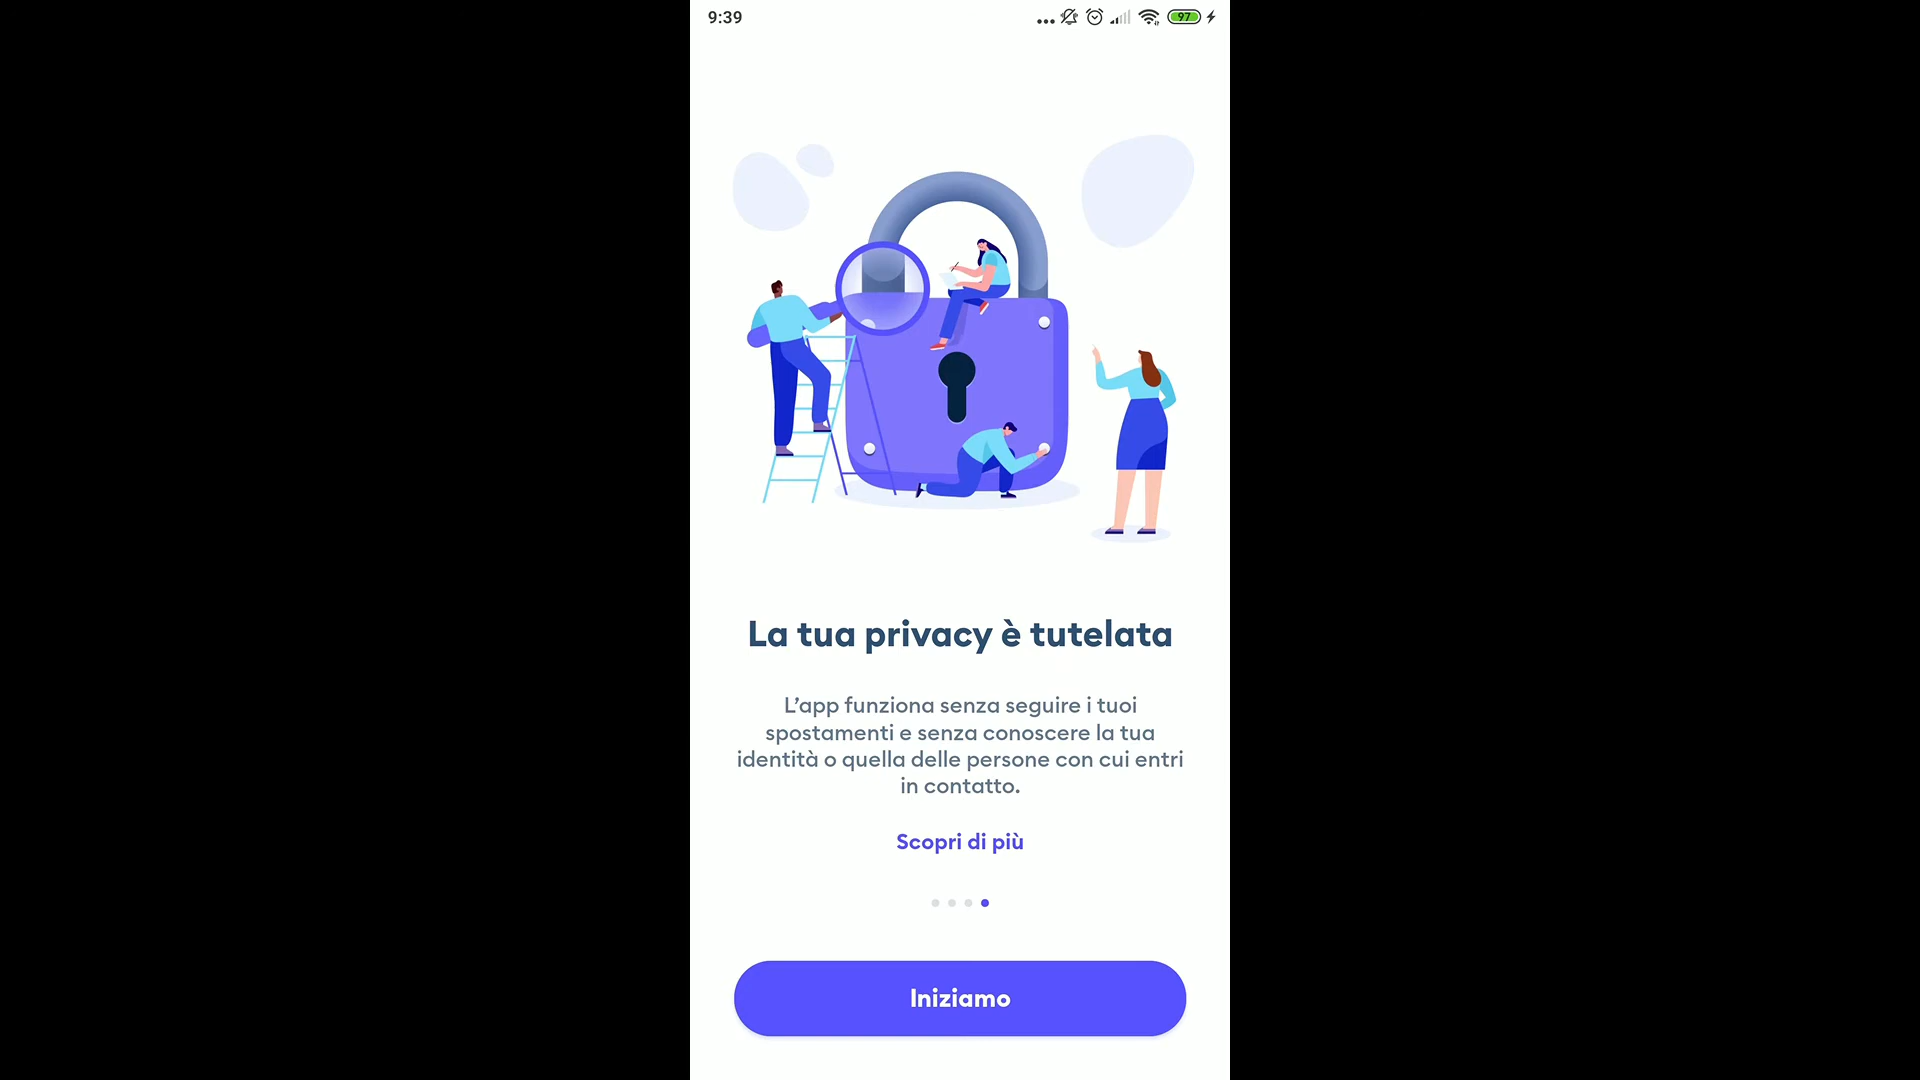 9:39
97
La tua privacy è tutelata
L’app funziona senza seguire i tuoi
spostamenti e senza conoscere la tua
identità o quella delle persone con cui entri
in contatto.
Scopri di più
Iniziamo